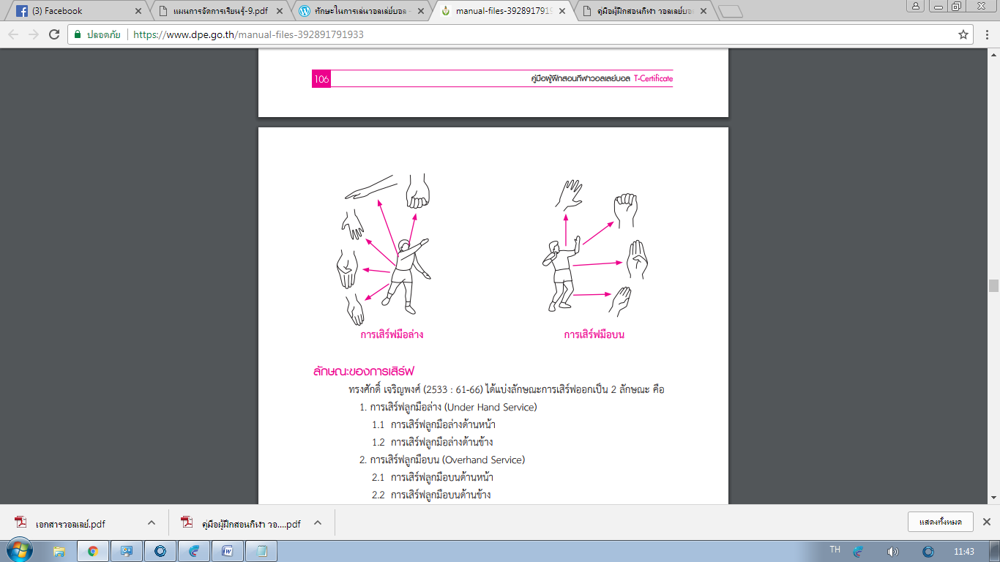 (3) Facebook
แผนการจัดการเรียนรู้-9.pdf
ทักษะในการเล่นวอลเลย์บอล -
manual-files-3928917919
คู่มือผู้ฝึกสอนกีฬา วอลเลย์บอ
ปลอดภัย
https://www.dpe.go.th/manual-files-392891791933
106
คู่มือผู้ฝึกสอนกีฬาวอลเลย์บอล T-Certificate
การเสิร์ฟมือล่าง
การเสิร์ฟมือบน
ลักษณะของการเสิร์ฟ
ทรงศักดิ์ เจริญพงศ์ (2533 : 61-66) ได้แบ่งลักษณะการเสิร์ฟออกเป็น 2 ลักษณะ คือ
1. การเสิร์ฟลูกมือล่าง (Under Hand Service)
1.1 การเสิร์ฟลูกมือล่างด้านหน้า
1.2 การเสิร์ฟลูกมือล่างด้านข้าง
2. การเสิร์ฟลูกมือบน (Overhand Service)
2.1 การเสิร์ฟลูกมือบนด้านหน้า
2.2 การเสิร์ฟลูกมือบนด้านข้าง
เอกสารวอลเลย์.pdf
คู่มือผู้ฝึกสอนกีฬา วอ....pdf
แสดงทั้งหมด
TH
11:43